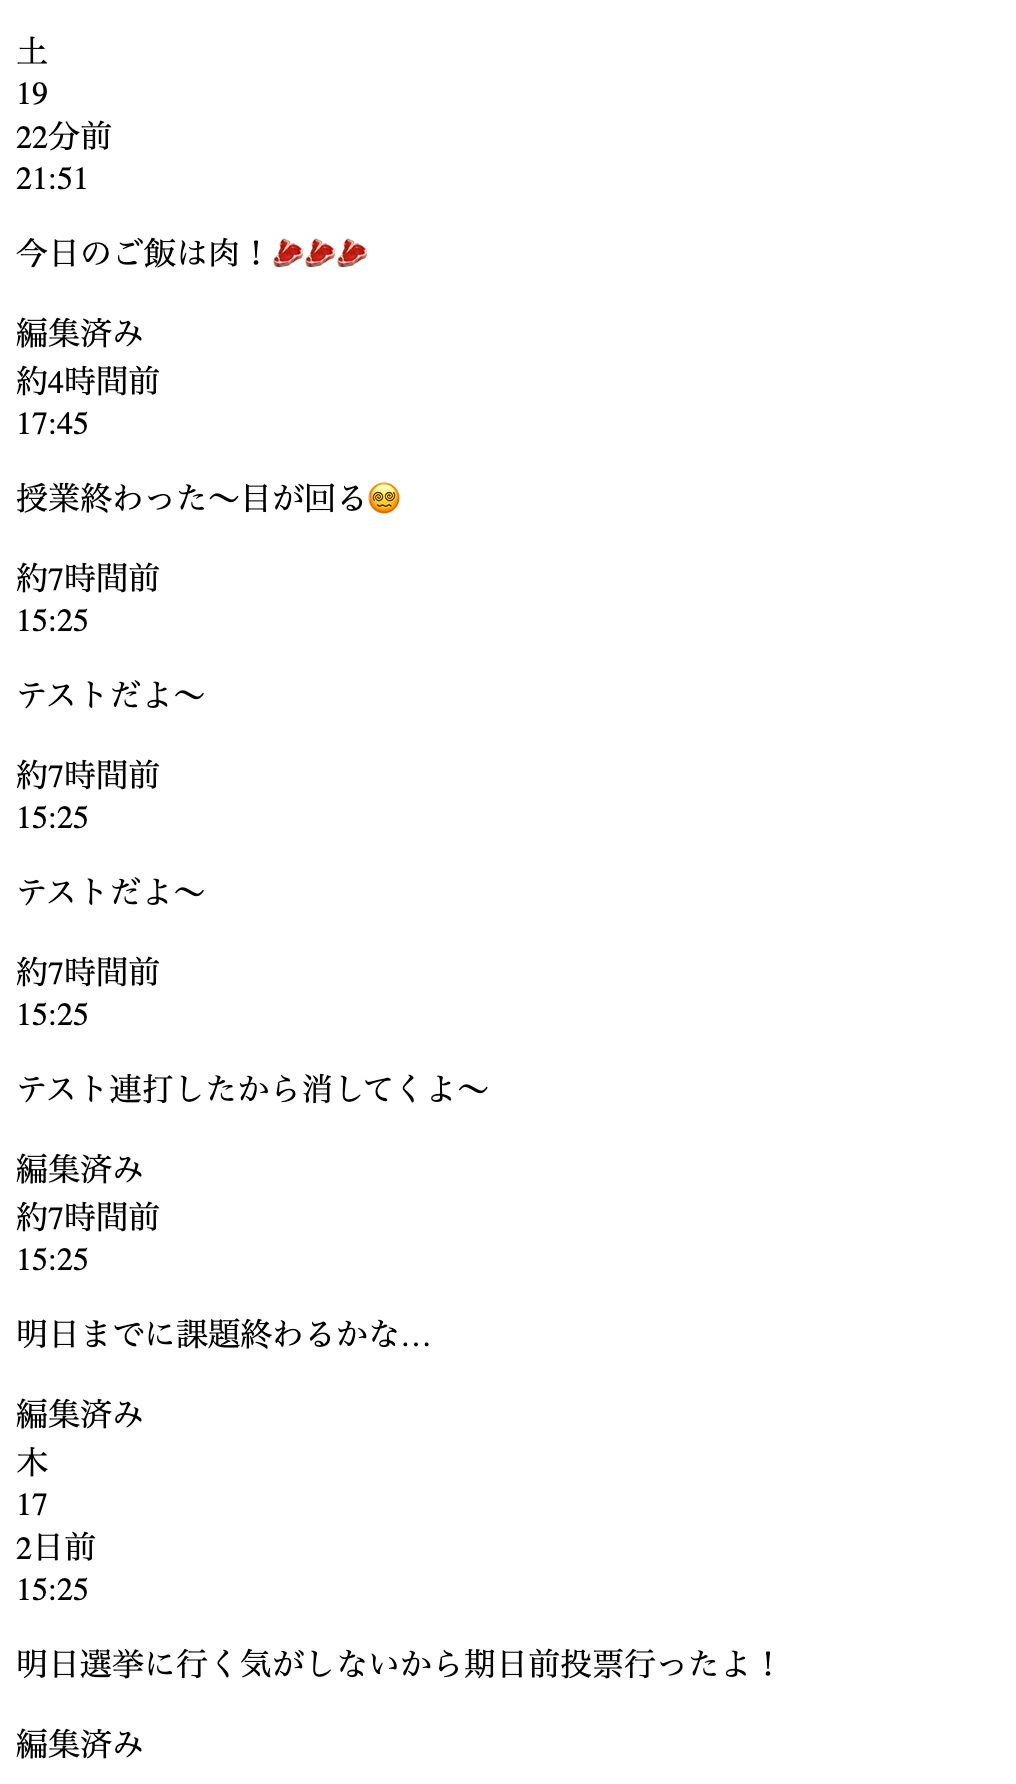 土
19
22分前
21:51
今日のご飯は肉！🥩🥩🥩
編集済み
約4時間前
17:45
授業終わった〜目が回る😵‍💫
約7時間前
15:25
テストだよ〜
約7時間前
15:25
テストだよ〜
約7時間前
15:25
テスト連打したから消してくよ〜
編集済み
約7時間前
15:25
明日までに課題終わるかな…
編集済み
木
17
2日前
15:25
明日選挙に行く気がしないから期日前投票行ったよ！
編集済み